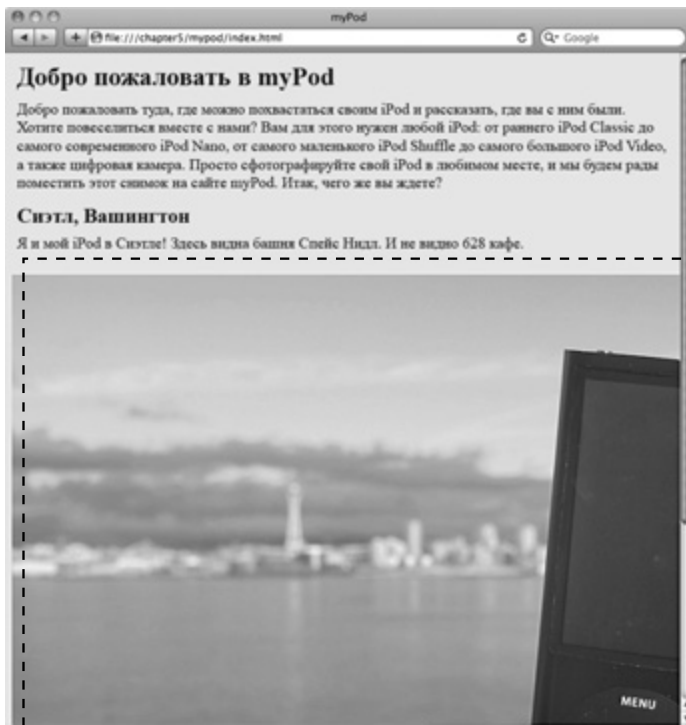 myPod
file:///chapter5/mypod/index.html
Google
Добро пожаловать в myPod
Добро пожаловать туда, где можно похвастаться своим iPod и рассказать, где вы с ним были.
Хотите повеселиться вместе с нами? Вам для этого нужен любой iPod: от раннего iPod Classic до
самого современного iPod Nano, от самого маленького iPod Shuffle до самого большого iPod Video,
а также цифровая камера. Просто сфотографируйте свой iPod в любимом месте, и мы будем рады
поместить этот снимок на сайте myPod. Итак, чего же вы ждете?
Сиэтл, Вашингтон
Я и мой iPod в Сиэтле! Здесь видна башня Спейс Нидл. И не видно 628 кафе.
MENU